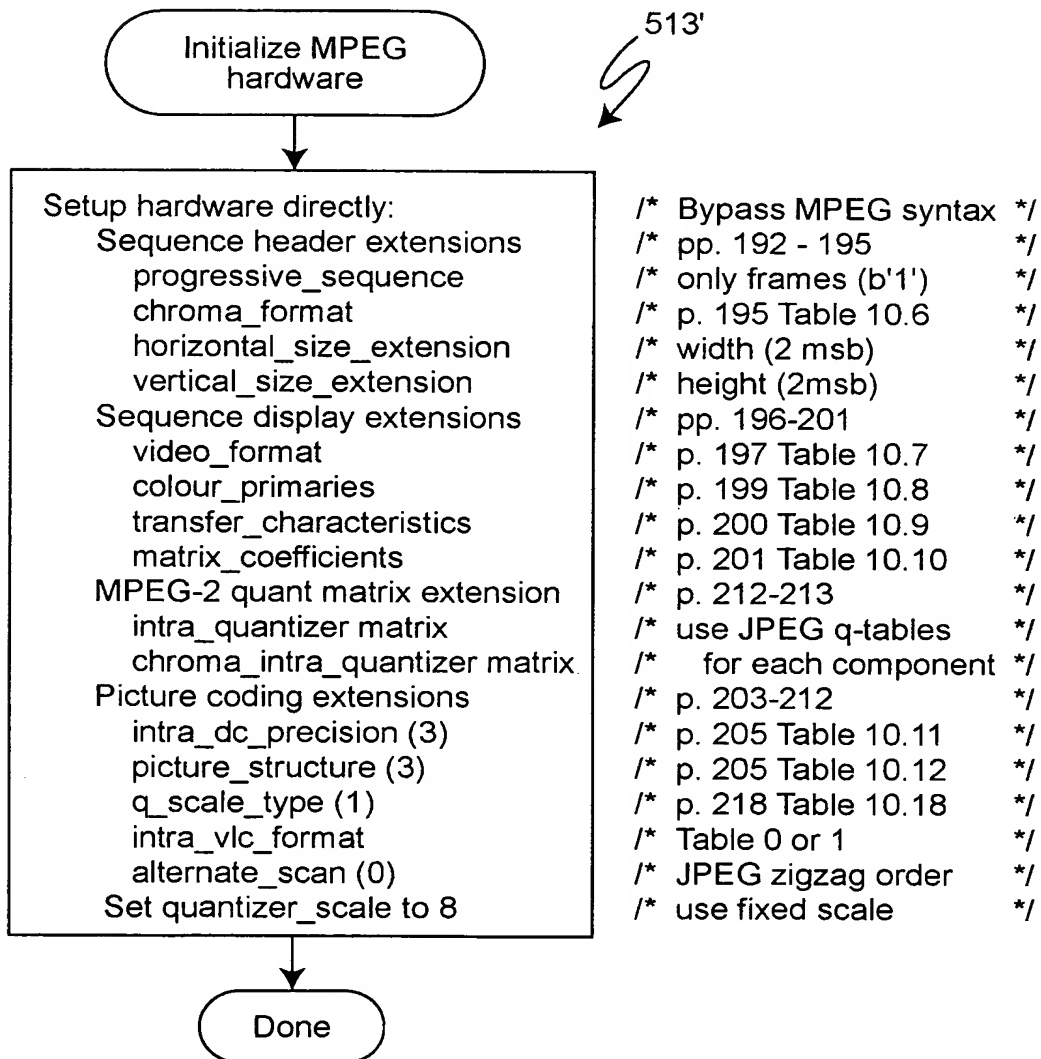 Initialize MPEG
hardware
513'
Setup hardware directly: /* Bypass MPEG syntax */
Sequence header extensions /* pp. 192 - 195 */
progressive_sequence /* only frames (b'1') */
chroma_format /* p. 195 Table 10.6 */
horizontal_size_extension /* width (2 msb) */
vertical_size_extension /* height (2msb) */
Sequence display extensions /* pp. 196-201 */
video_format /* p. 197 Table 10.7 */
colour_primaries /* p. 199 Table 10.8 */
transfer_characteristics /* p. 200 Table 10.9 */
matrix_coefficients /* p. 201 Table 10.10 */
MPEG-2 quant matrix extension /* p. 212-213 */
intra_quantizer matrix /* use JPEG q-tables */
chroma_intra_quantizer matrix /* for each component */
Picture coding extensions /* p. 203-212 */
intra_dc_precision (3) /* p. 205 Table 10.11 */
picture_structure (3) /* p. 205 Table 10.12 */
q_scale_type (1) /* p. 218 Table 10.18 */
intra_vlc_format /* Table 0 or 1 */
alternate_scan (0) /* JPEG zigzag order */
Set quantizer_scale to 8 /* use fixed scale */
Done